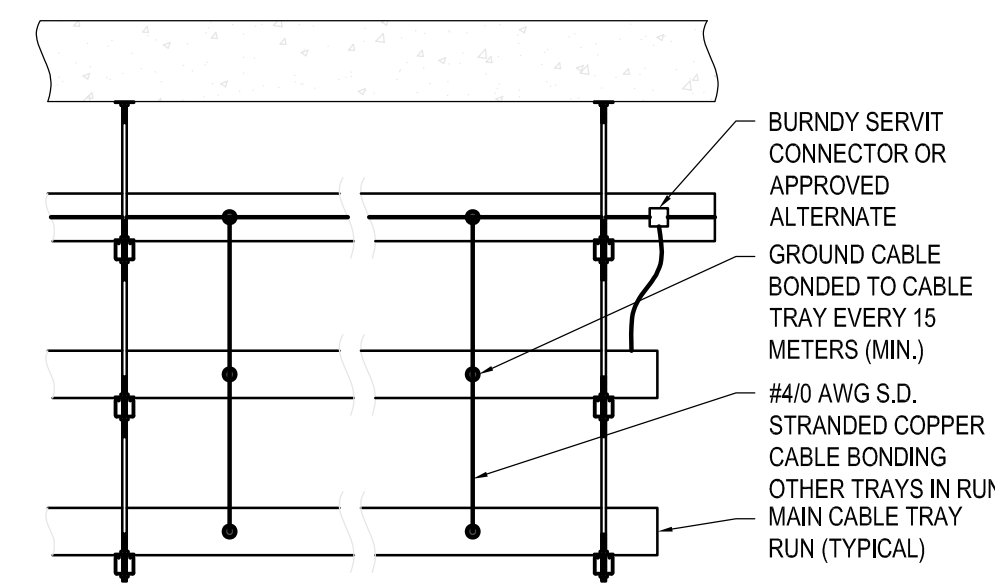 BURNDY SERVIT
CONNECTOR OR
APPROVED
ALTERNATE
GROUND CABLE
BONDED TO CABLE
TRAY EVERY 15
METERS (MIN.)
#4/0 AWG S.D.
STRANDED COPPER
CABLE BONDING
OTHER TRAYS IN RUN
MAIN CABLE TRAY
RUN (TYPICAL)